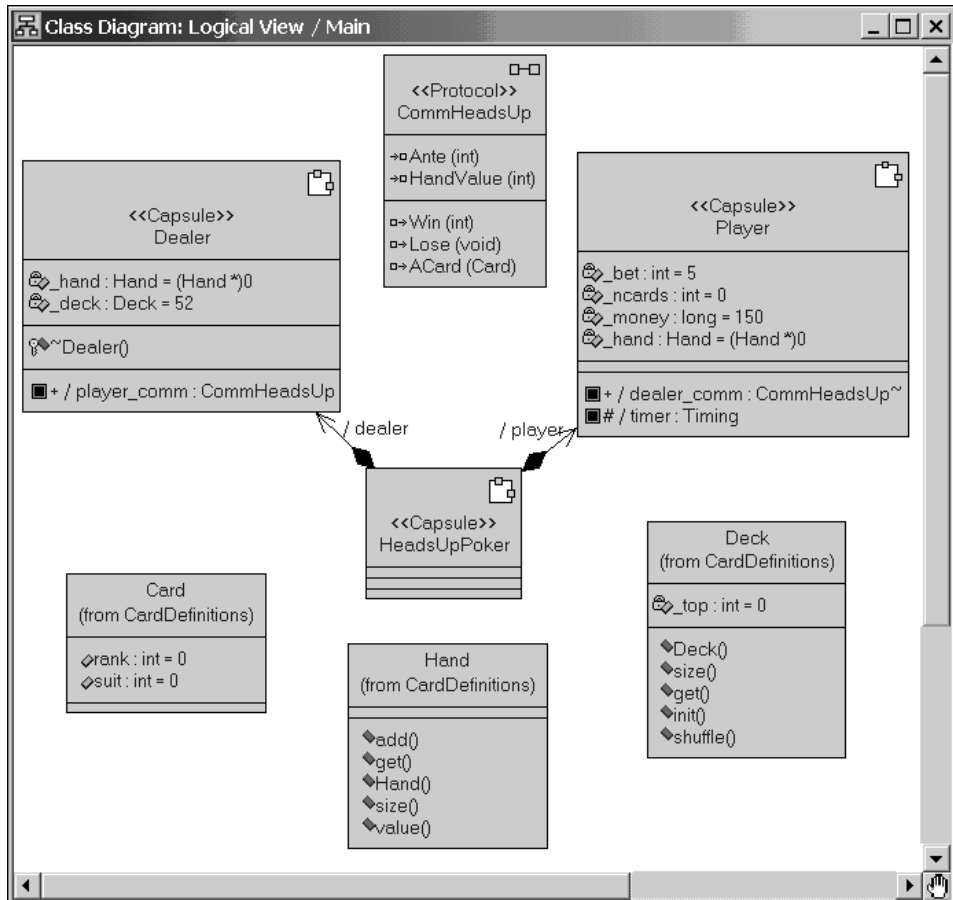 Class Diagram: Logical View / Main
<<Protocol>>
CommHeadsUp
Ante (int)
HandValue (int)
Win (int)
Lose (void)
ACard (Card)
<<Capsule>>
Dealer
_hand : Hand = (Hand *)0
_deck : Deck = 52
~Dealer()
+ / player_comm : CommHeadsUp
<<Capsule>>
Player
_bet : int = 5
_ncards : int = 0
_money : long = 150
_hand : Hand = (Hand *)0
+ / dealer_comm : CommHeadsUp~
# / timer : Timing
/ dealer
/ player
<<Capsule>>
HeadsUpPoker
Card
(from CardDefinitions)
rank : int = 0
suit : int = 0
Hand
(from CardDefinitions)
add()
get()
Hand()
size()
value()
Deck
(from CardDefinitions)
_top : int = 0
Deck()
size()
get()
init()
shuffle()